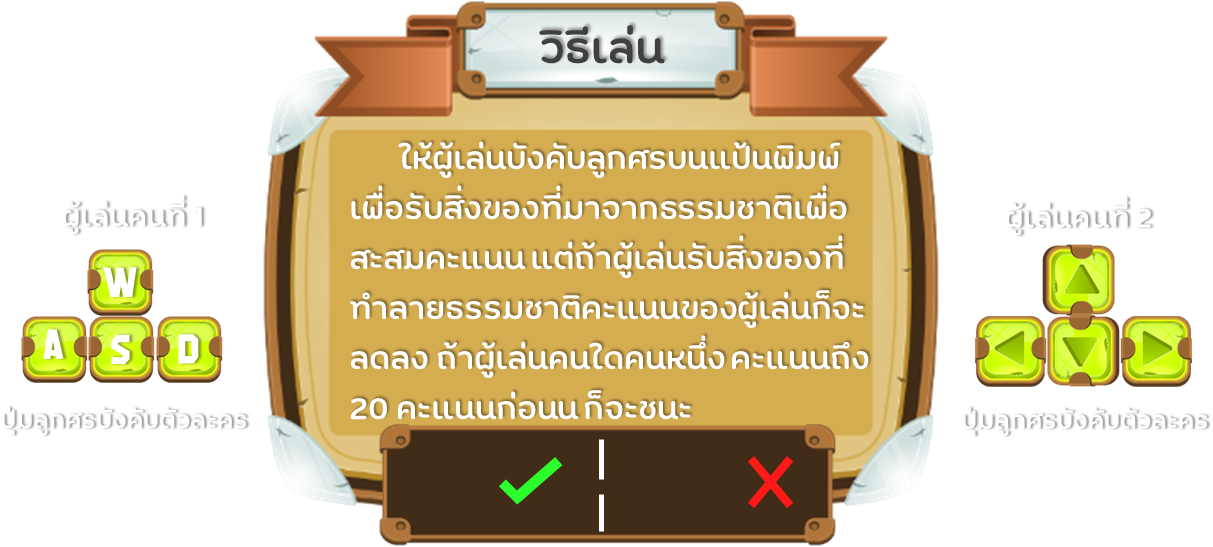 วิธีเล่น
ให้ผู้เล่นบังคับลูกศรบนแป้นพิมพ์
เพื่อรับสิ่งของที่มาจากธรรมชาติเพื่อ
สะสมคะแนน แต่ถ้าผู้เล่นรับสิ่งของที่
ทำลายธรรมชาติคะแนนของผู้เล่นก็จะ
ลดลง ถ้าผู้เล่นคนใดคนหนึ่ง คะแนนถึง
20 คะแนนก่อนน ก็จะชนะ
ผู้เล่นคนที่ 1
W
A S D
ปุ่มลูกศรบังคับตัวละคร
ผู้เล่นคนที่ 2
ปุ่มลูกศรบังคับตัวละคร